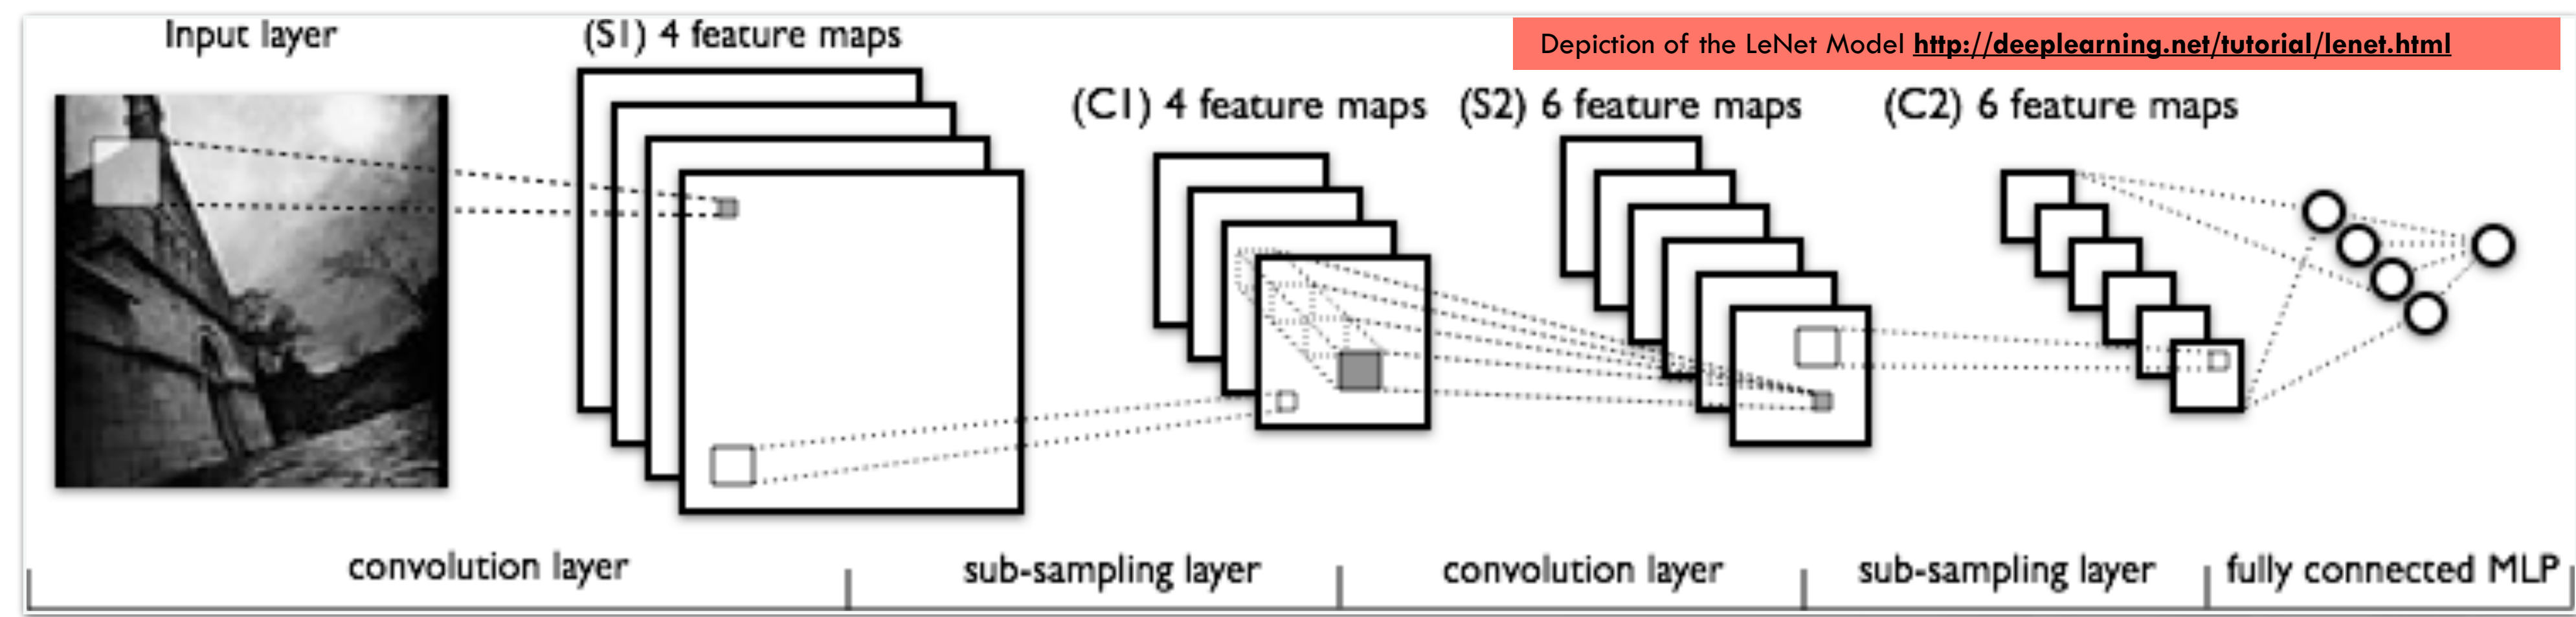 Input layer
(S1) 4 feature maps
Depiction of the LeNet Model http://deeplearning.net/tutorial/lenet.html
(C1) 4 feature maps
(S2) 6 feature maps
(C2) 6 feature maps
convolution layer
sub-sampling layer
convolution layer
sub-sampling layer
fully connected MLP